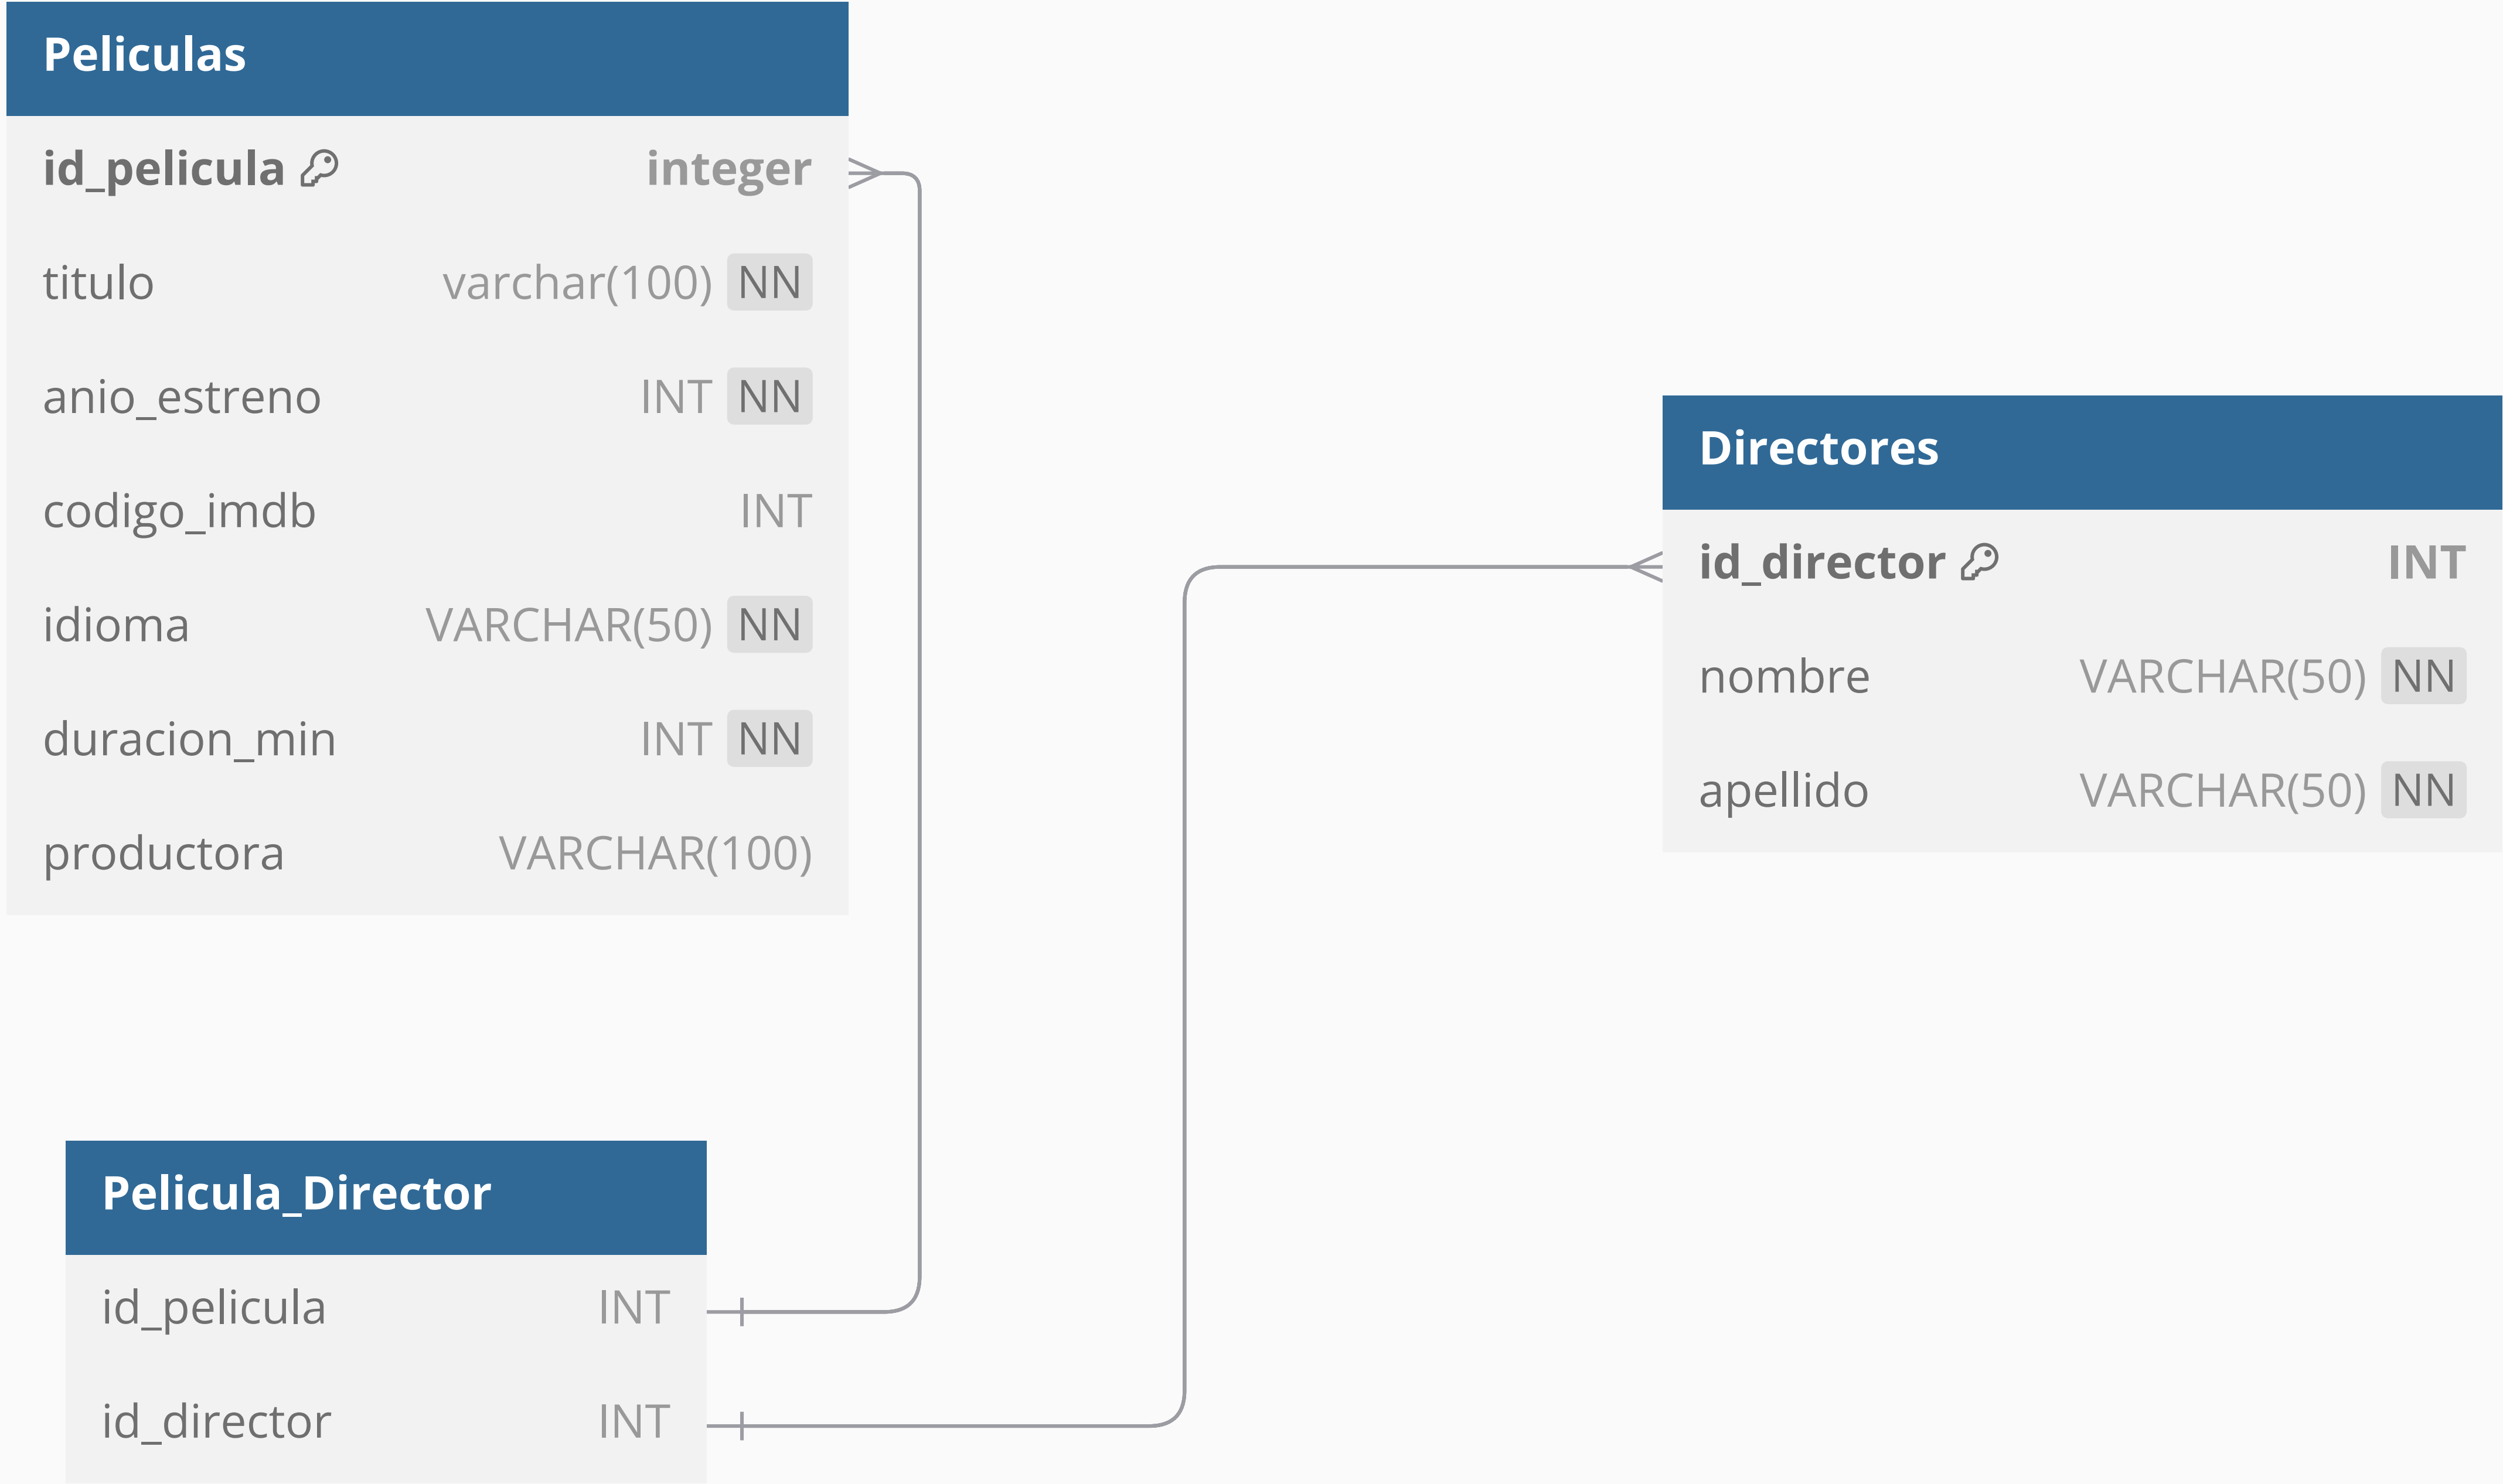 Peliculas
id_pelicula integer
titulo varchar(100) NN
anio_estreno INT NN
codigo_imdb INT
idioma VARCHAR(50) NN
duracion_min INT NN
productora VARCHAR(100)
Directores
id_director INT
nombre VARCHAR(50) NN
apellido VARCHAR(50) NN
Pelicula_Director
id_pelicula INT
id_director INT